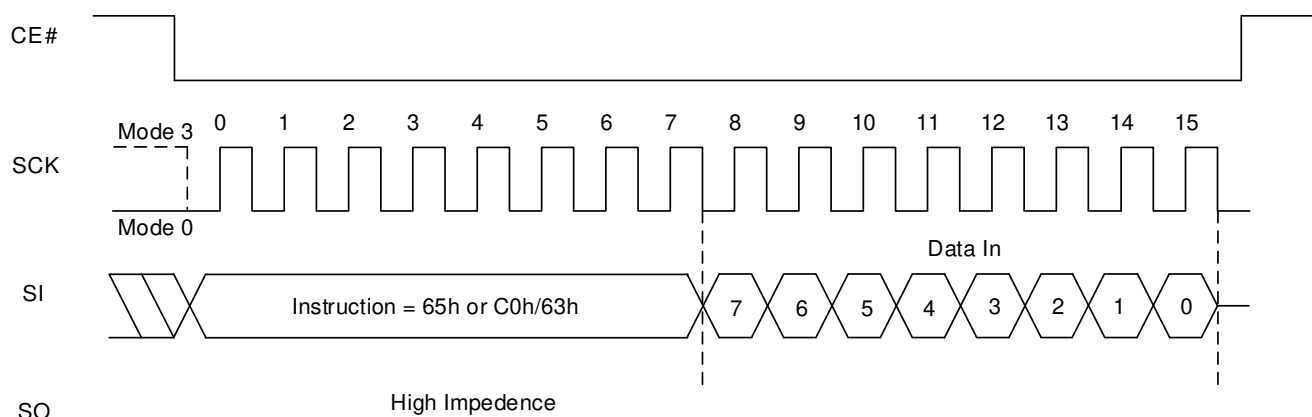 CE#
Mode 3
0 1 2 3 4 5 6 7 8 9 10 11 12 13 14 15
SCK
Mode 0
Data In
SI
Instruction = 65h or C0h/63h
7 6 5 4 3 2 1 0
High Impedence
SO